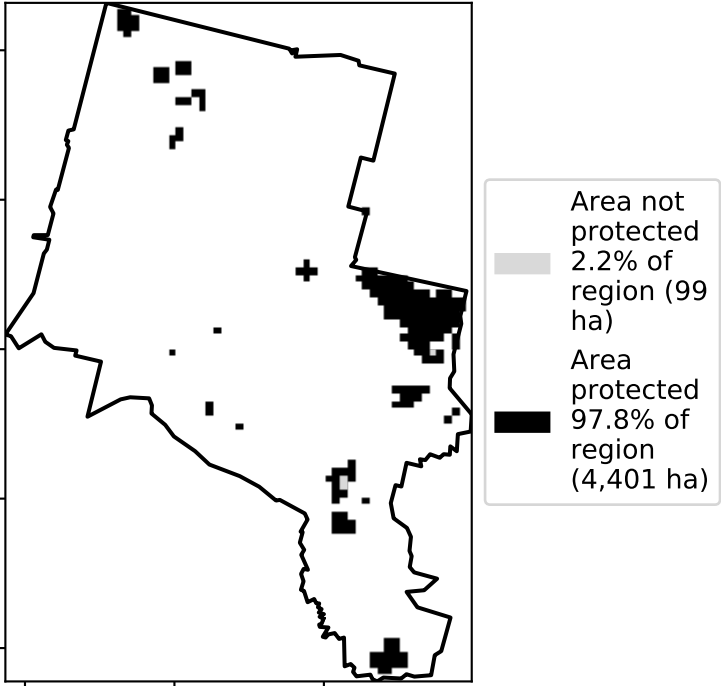 Area not
protected
2.2% of
region (99
ha)
Area
protected
97.8% of
region
(4,401 ha)